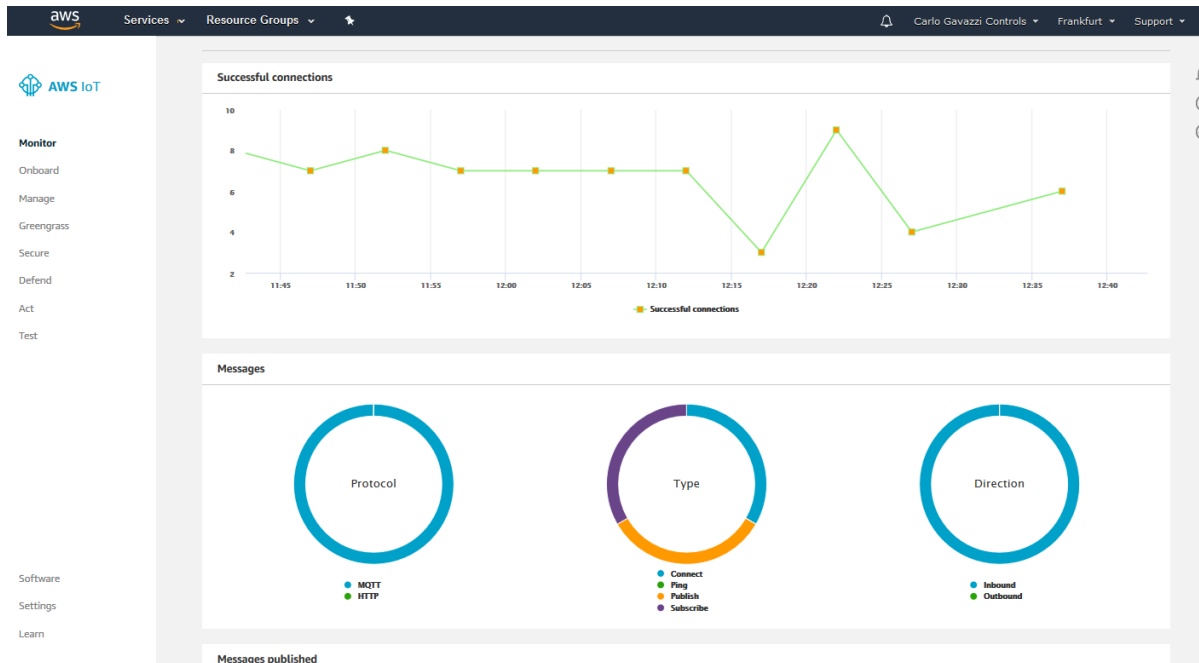 aws Services Resource Groups Carlo Gavazzi Controls Frankfurt Support
AWS IoT
Monitor
Onboard
Manage
Greengrass
Secure
Defend
Act
Test
Software
Settings
Learn
Successful connections
10
8
6
4
2
11:45 11:50 11:55 12:00 12:05 12:10 12:15 12:20 12:25 12:30 12:35 12:40
Successful connections
Messages
Protocol
MQTT
HTTP
Type
Connect
Ping
Publish
Subscribe
Direction
Inbound
Outbound
Messages published